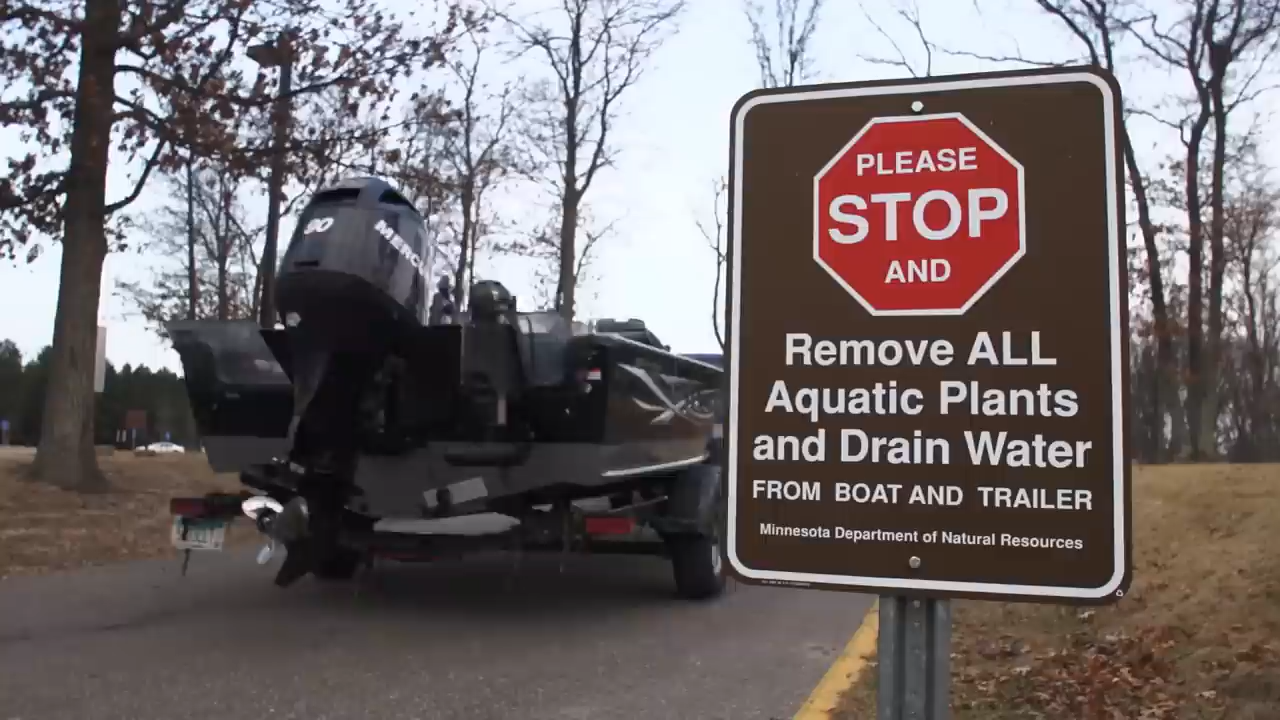 PLEASE
STOP
AND
Remove ALL
Aquatic Plants
and Drain Water
FROM BOAT AND TRAILER
Minnesota Department of Natural Resources